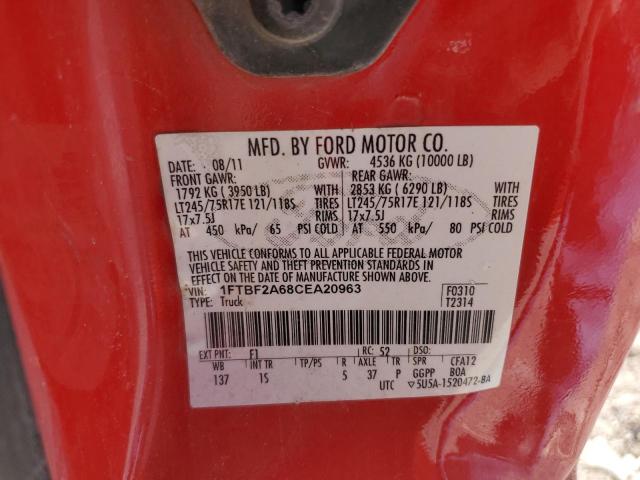 MFD. BY FORD MOTOR CO.
DATE: 08/11 GVWR: 4536 KG (10000 LB)
FRONT GAWR: REAR GAWR:
1792 KG ( 3950 LB) WITH 2853 KG ( 6290 LB) WITH
LT245/75R17E 121/118S TIRES LT245/75R17E 121/118S TIRES
17x7.5J RIMS 17x7.5J RIMS
AT 450 kPa/ 65 PSI COLD AT 550 kPa/ 80 PSI COLD
THIS VEHICLE CONFORMS TO ALL APPLICABLE FEDERAL MOTOR
VEHICLE SAFETY AND THEFT PREVENTION STANDARDS IN
EFFECT ON THE DATE OF MANUFACTURE SHOWN ABOVE.
VIN: 1FTBF2A68CEA20963 F0310
TYPE: Truck T2314
EXT PNT: F1 RC: 52 DSO:
WB INT TR TP/PS R AXLE TR SPR CFA12
137 1S 5 37 P GGPP B0A
UTC ▽5U5A-1520472-BA